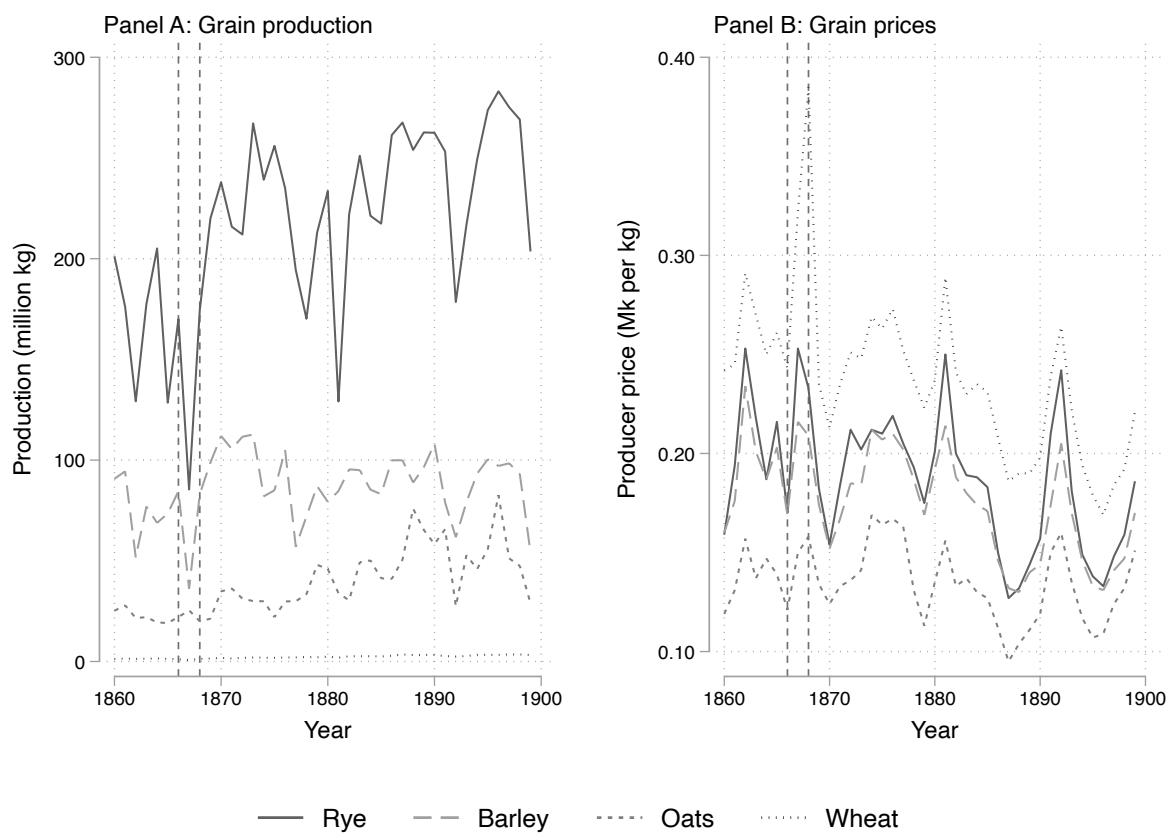 Panel A: Grain production
Production (million kg)
300
200
100
0
1860
1870
1880
1890
1900
Year
Panel B: Grain prices
Producer price (Mk per kg)
0.40
0.30
0.20
0.10
1860
1870
1880
1890
1900
Year
Rye Barley Oats Wheat